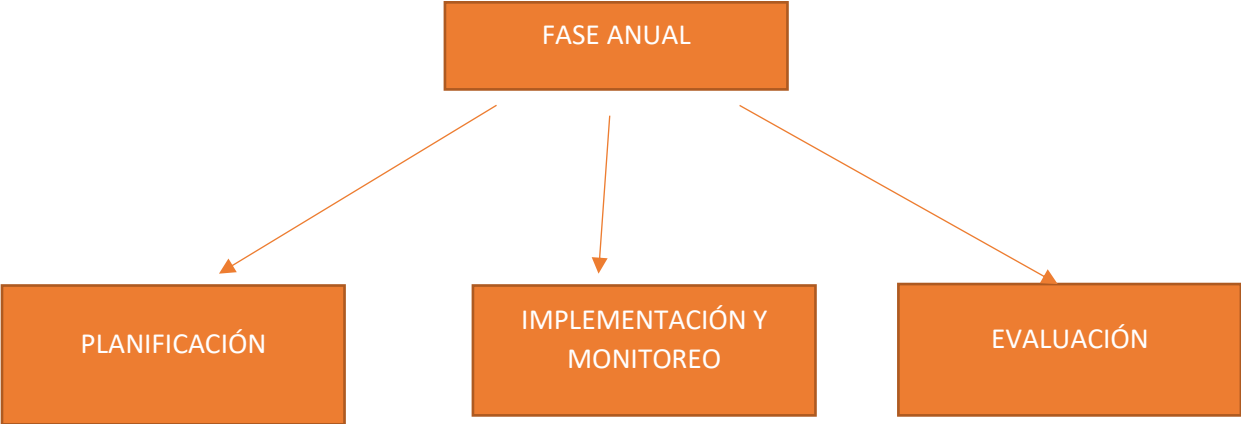 FASE ANUAL
PLANIFICACIÓN
IMPLEMENTACIÓN Y
MONITOREO
EVALUACIÓN